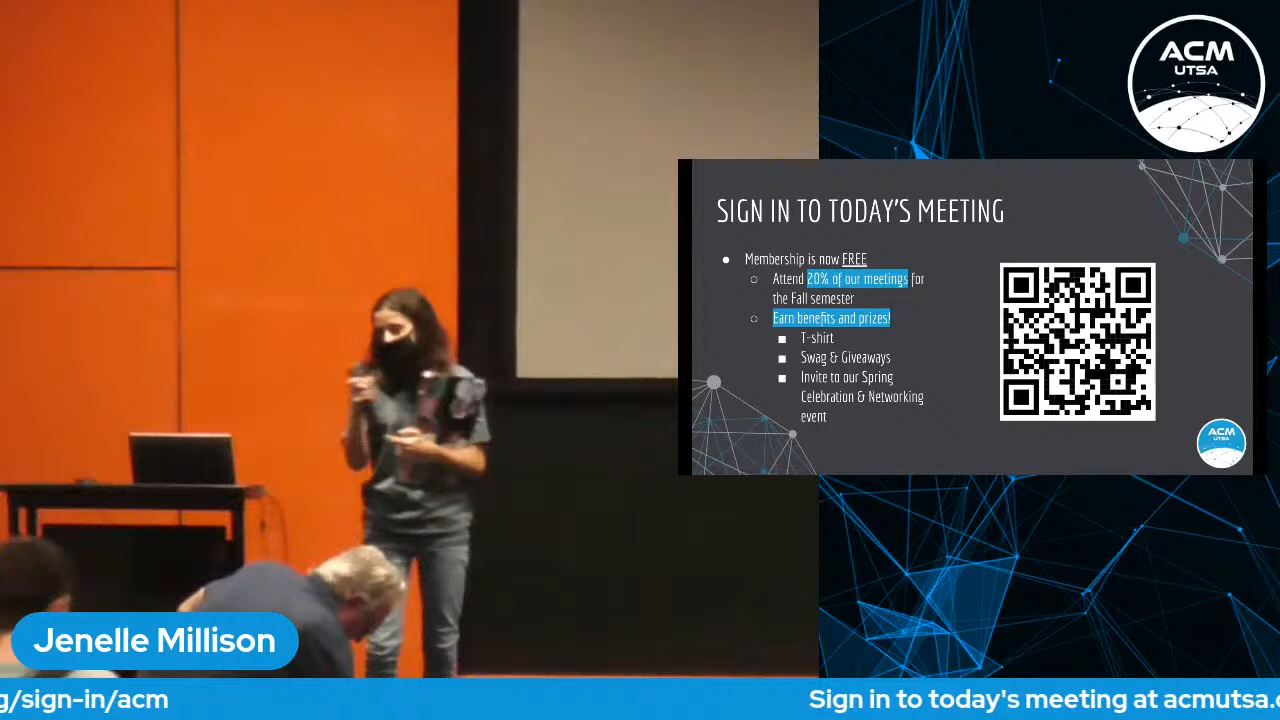 ACM
UTSA
SIGN IN TO TODAY'S MEETING
● Membership is now FREE
○ Attend 20% of our meetings for
the Fall semester
○ Earn benefits and prizes!
■ T-shirt
■ Swag & Giveaways
■ Invite to our Spring
Celebration & Networking
event
ACM
UTSA
Jenelle Millison
g/sign-in/acm
Sign in to today's meeting at acmutsa.